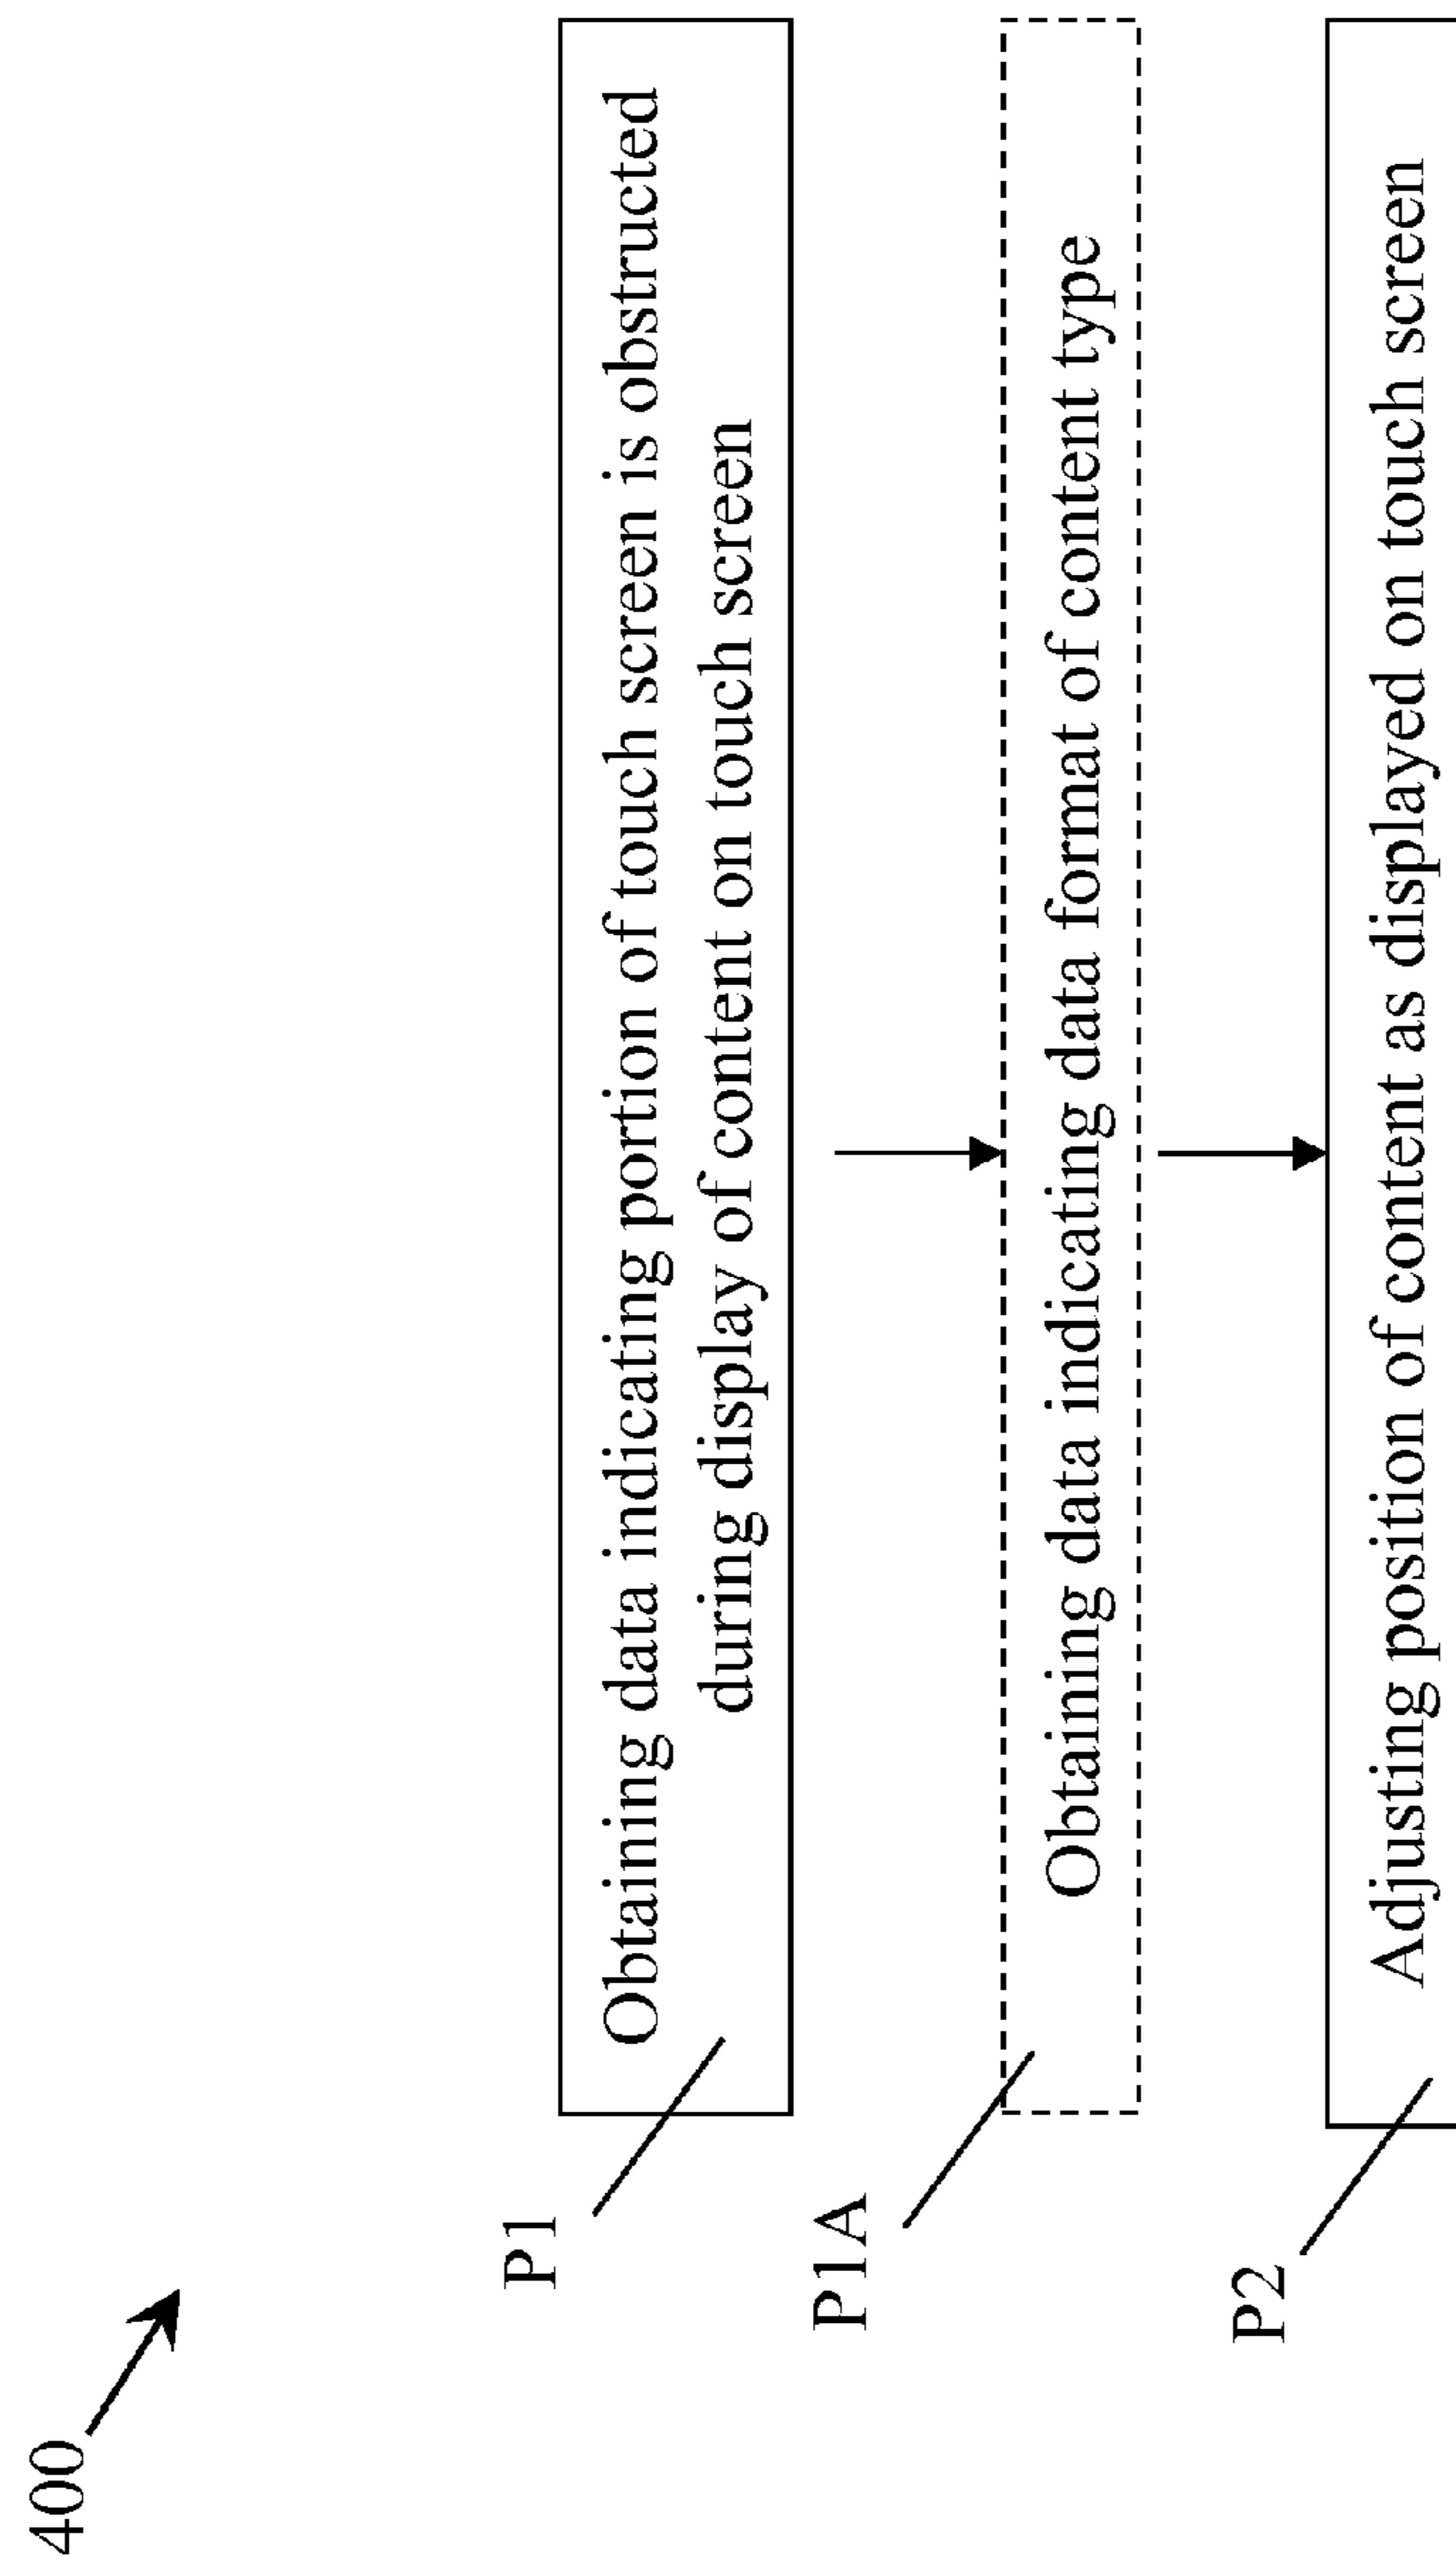 400
P1
Obtaining data indicating portion of touch screen is obstructed
during display of content on touch screen
P1A
Obtaining data indicating data format of content type
P2
Adjusting position of content as displayed on touch screen